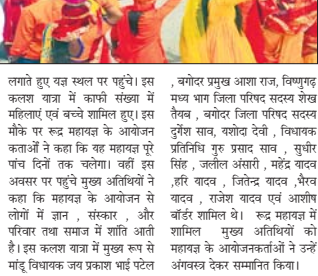 लगाते हुए यज्ञ स्थल पर पहुंचे। इस
कलश यात्रा में काफी संख्या में
महिलाएं एवं बच्चे शामिल हुए। इस
मौके पर रूद्र महायज्ञ के आयोजन
कतार्ओं ने कहा कि यह महायज्ञ पूरे
पांच दिनों तक चलेगा। वहीं इस
अवसर पर पहुंचे मुख्य अतिथियों ने
कहा कि महायज्ञ के आयोजन से
लोगों में ज्ञान , संस्कार , और
परिवार तथा समाज में शांति आती
है। इस कलश यात्रा में मुख्य रूप से
मांडू विधायक जय प्रकाश भाई पटेल
, बगोदर प्रमुख आशा राज, विष्णुगढ़
मध्य भाग जिला परिषद सदस्य शेख
तैयब , बगोदर जिला परिषद सदस्य
दुर्गेश साव, यशोदा देवी , विधायक
प्रतिनिधि गुरु प्रसाद साव , सुधीर
सिंह , जलील अंसारी , महेंद्र यादव
,हरि यादव , जितेन्द्र यादव ,भैरव
यादव , राजेश यादव एवं आशीष
बॉर्डर शामिल थे। रूद्र महायज्ञ में
शामिल मुख्य अतिथियों को
महायज्ञ के आयोजनकर्ताओं ने उन्हें
अंगवस्त्र देकर सम्मानित किया।